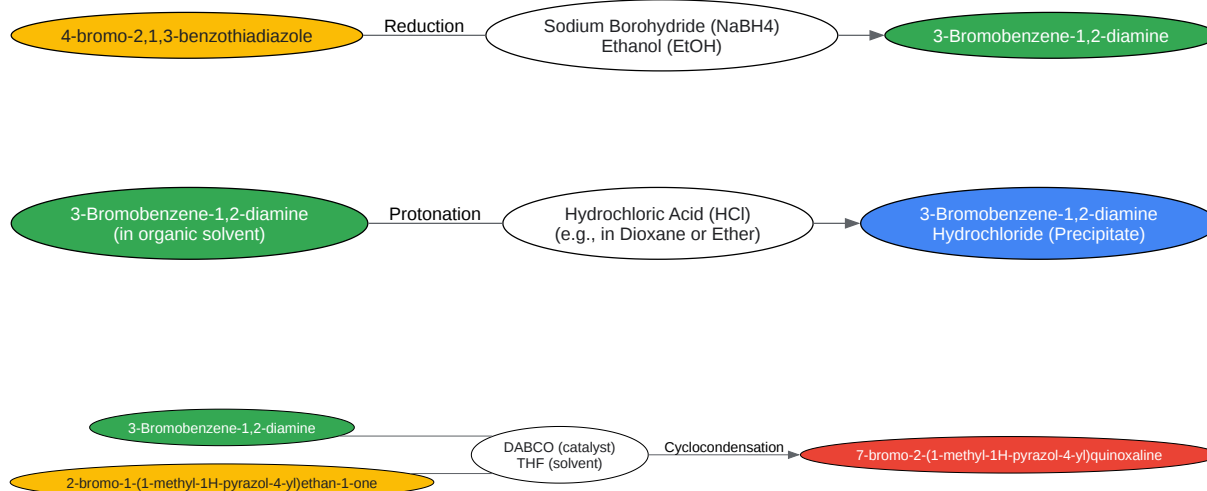 4-bromo-2,1,3-benzothiadiazole
Reduction
Sodium Borohydride (NaBH4)
Ethanol (EtOH)
3-Bromobenzene-1,2-diamine
3-Bromobenzene-1,2-diamine
(in organic solvent)
Protonation
Hydrochloric Acid (HCl)
(e.g., in Dioxane or Ether)
3-Bromobenzene-1,2-diamine
Hydrochloride (Precipitate)
3-Bromobenzene-1,2-diamine
2-bromo-1-(1-methyl-1H-pyrazol-4-yl)ethan-1-one
DABCO (catalyst)
THF (solvent)
Cyclocondensation
7-bromo-2-(1-methyl-1H-pyrazol-4-yl)quinoxaline